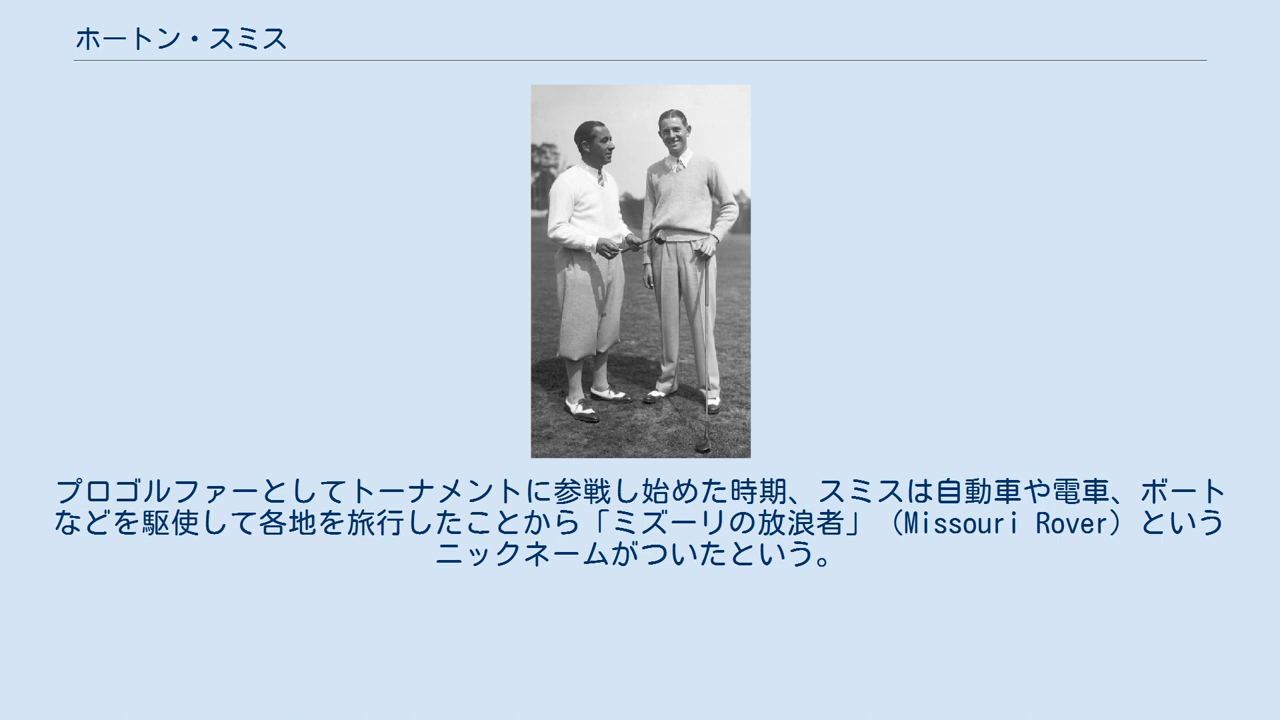 ホートン・スミス
プロゴルファーとしてトーナメントに参戦し始めた時期、スミスは自動車や電車、ボート
などを駆使して各地を旅行したことから「ミズーリの放浪者」（Missouri Rover）という
ニックネームがついたという。